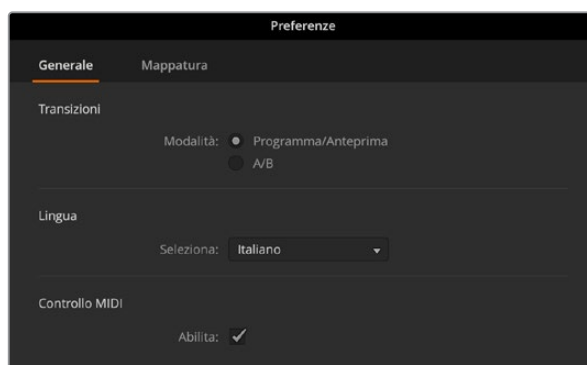 Preferenze
Generale Mappatura
Transizioni
Modalità: Programma/Anteprima
A/B
Lingua
Seleziona: Italiano
Controllo MIDI
Abilita: